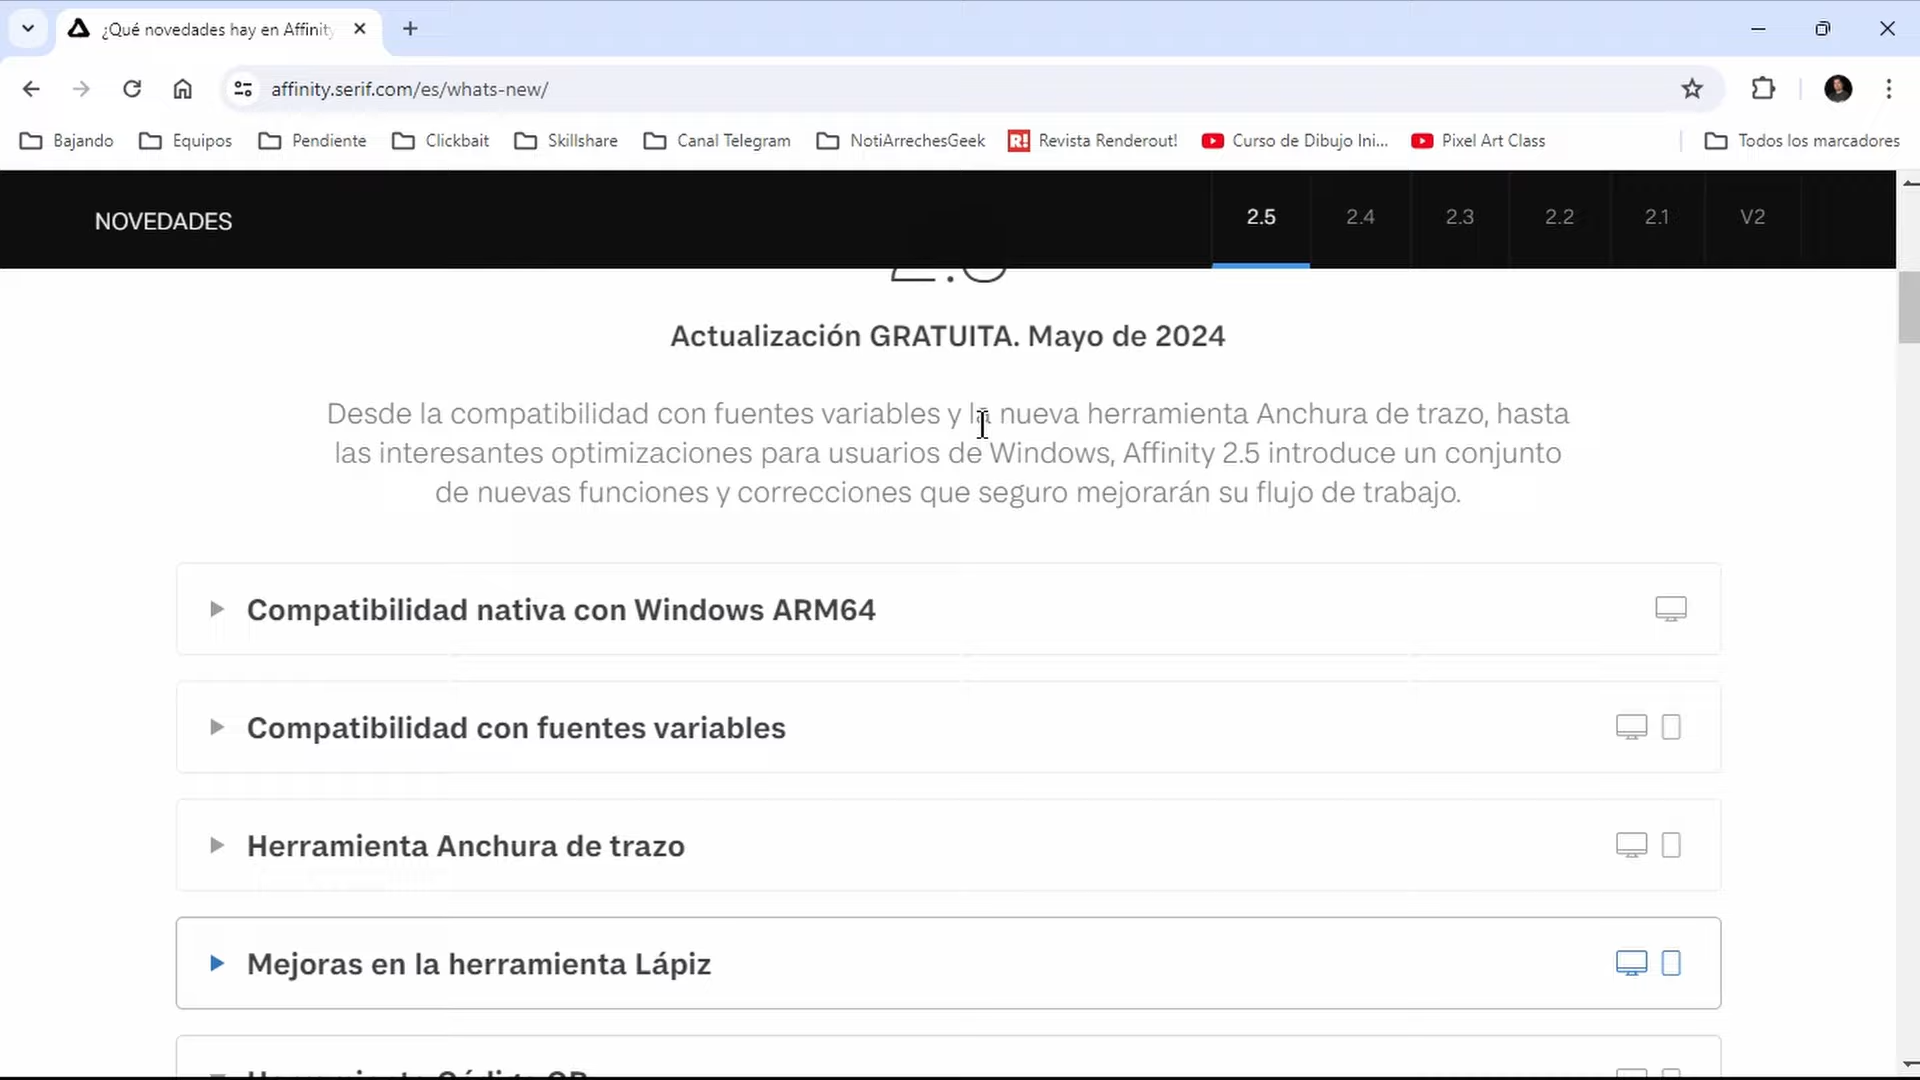 ¿Qué novedades hay en Affinity
affinity.serif.com/es/whats-new/
Bajando
Equipos
Pendiente
Clickbait
Skillshare
Canal Telegram
NotiArrechesGeek
R! Revista Renderout!
Curso de Dibujo Ini...
Pixel Art Class
Todos los marcadores
NOVEDADES
2.5
2.4
2.3
2.2
2.1
V2
Actualización GRATUITA. Mayo de 2024
Desde la compatibilidad con fuentes variables y la nueva herramienta Anchura de trazo, hasta
las interesantes optimizaciones para usuarios de Windows, Affinity 2.5 introduce un conjunto
de nuevas funciones y correcciones que seguro mejorarán su flujo de trabajo.
Compatibilidad nativa con Windows ARM64
Compatibilidad con fuentes variables
Herramienta Anchura de trazo
Mejoras en la herramienta Lápiz
Herramienta Código QR